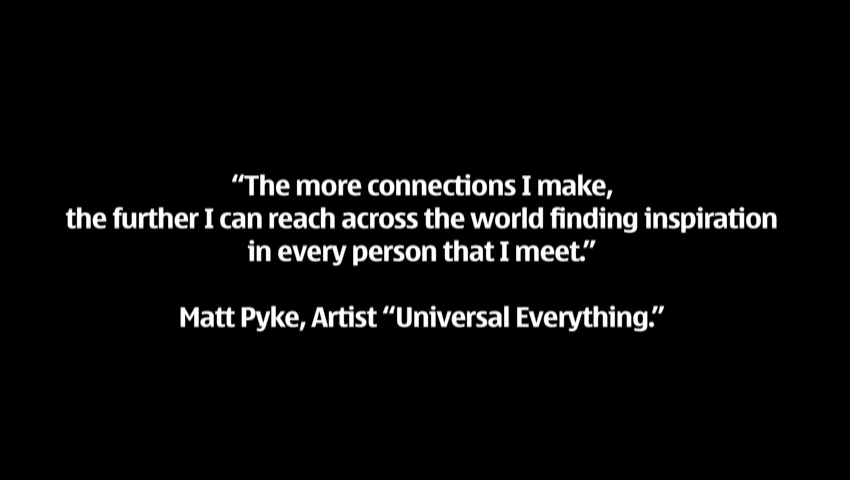 “The more connections I make,
the further I can reach across the world finding inspiration
in every person that I meet.”
Matt Pyke, Artist “Universal Everything.”